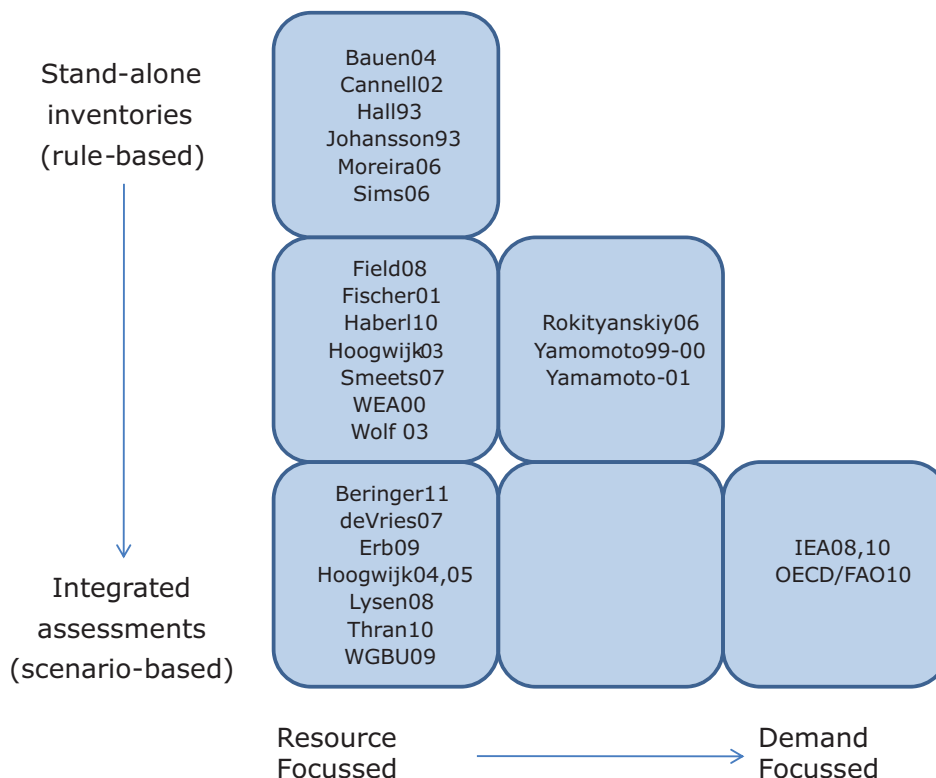 Stand-alone
inventories
(rule-based)
Bauen04
Cannell02
Hall93
Johansson93
Moreira06
Sims06
Field08
Fischer01
Haberl10
Hoogwijk03
Smeets07
WEA00
Wolf 03
Rokityanskiy06
Yamomoto99-00
Yamamoto-01
Integrated
assessments
(scenario-based)
Beringer11
deVries07
Erb09
Hoogwijk04,05
Lysen08
Thran10
WGBU09
IEA08,10
OECD/FAO10
Resource
Focussed
Demand
Focussed